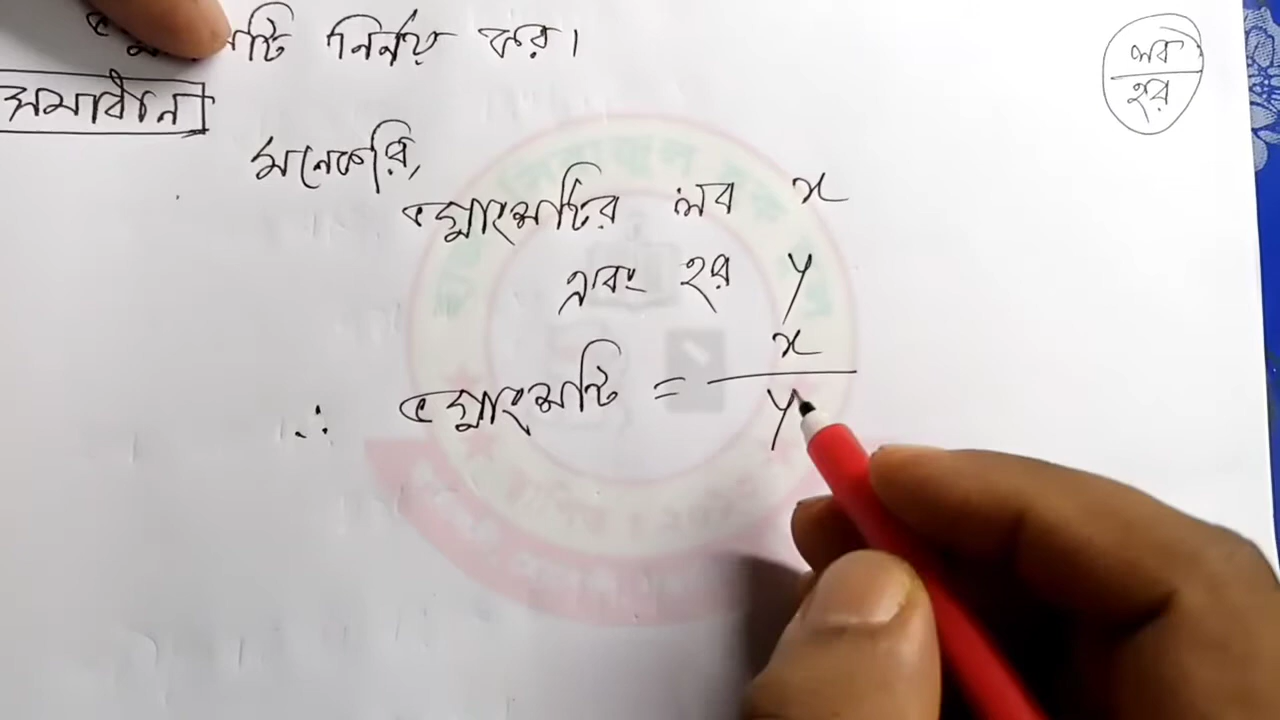 নির্ণয় কর।
লব
হর
সমাধান
মনেকরি,
ভগ্নাংশটির লব x
এবং হর y
∴ ভগ্নাংশটি = x
y